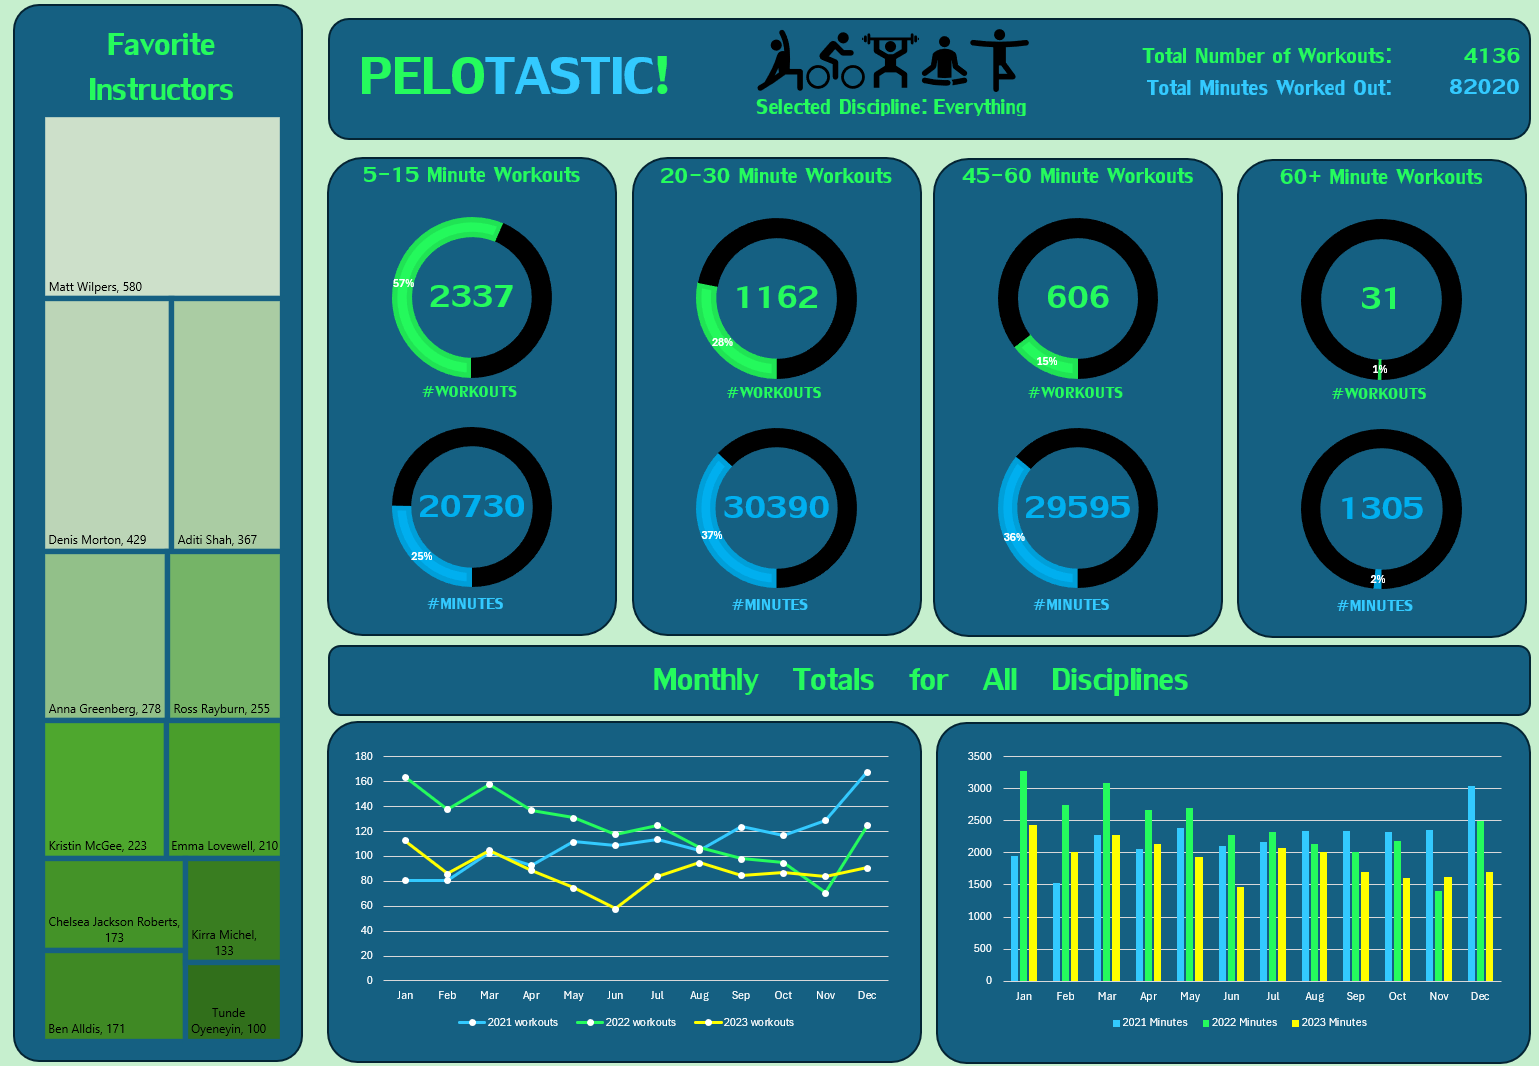 Favorite
Instructors
Matt Wilpers, 580
Denis Morton, 429
Aditi Shah, 367
Anna Greenberg, 278
Ross Rayburn, 255
Kristin McGee, 223
Emma Lovewell, 210
Chelsea Jackson Roberts,
173
Kirra Michel,
133
Ben Alldis, 171
Tunde
Oyeneyin, 100
PELOTASTIC!
Selected Discipline: Everything
Total Number of Workouts: 4136
Total Minutes Worked Out: 82020
5-15 Minute Workouts
57%
2337
#WORKOUTS
20730
25%
#MINUTES
20-30 Minute Workouts
1162
28%
#WORKOUTS
30390
37%
#MINUTES
45-60 Minute Workouts
606
15%
#WORKOUTS
29595
36%
#MINUTES
60+ Minute Workouts
31
1%
#WORKOUTS
1305
2%
#MINUTES
Monthly Totals for All Disciplines
180
160
140
120
100
80
60
40
20
0
Jan Feb Mar Apr May Jun Jul Aug Sep Oct Nov Dec
2021 workouts 2022 workouts 2023 workouts
3500
3000
2500
2000
1500
1000
500
0
Jan Feb Mar Apr May Jun Jul Aug Sep Oct Nov Dec
2021 Minutes 2022 Minutes 2023 Minutes